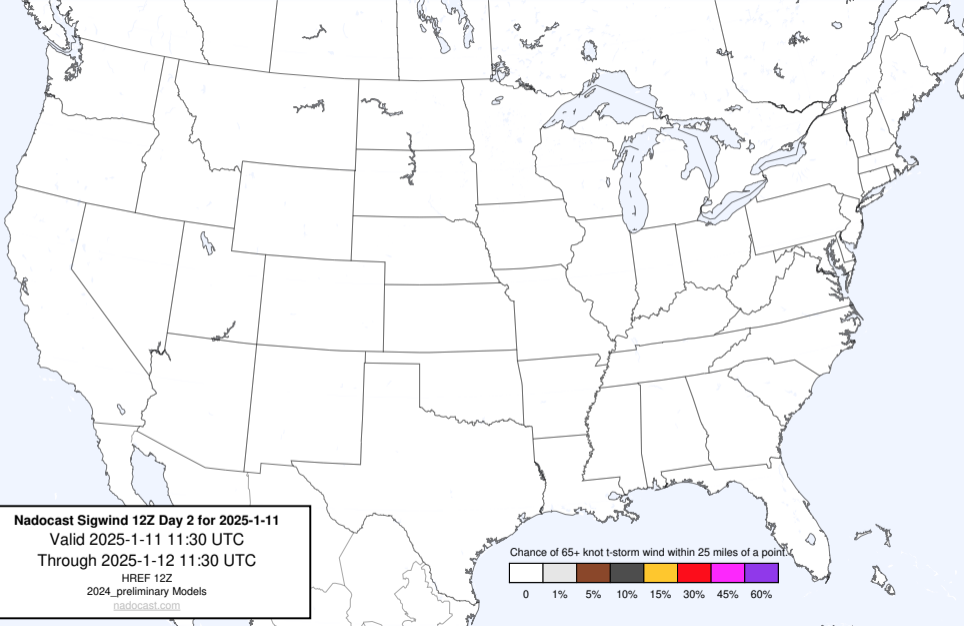 Nadocast Sigwind 12Z Day 2 for 2025-1-11
Valid 2025-1-11 11:30 UTC
Through 2025-1-12 11:30 UTC
HREF 12Z
2024_preliminary Models
nadocast.com
Chance of 65+ knot t-storm wind within 25 miles of a point.
0 1% 5% 10% 15% 30% 45% 60%